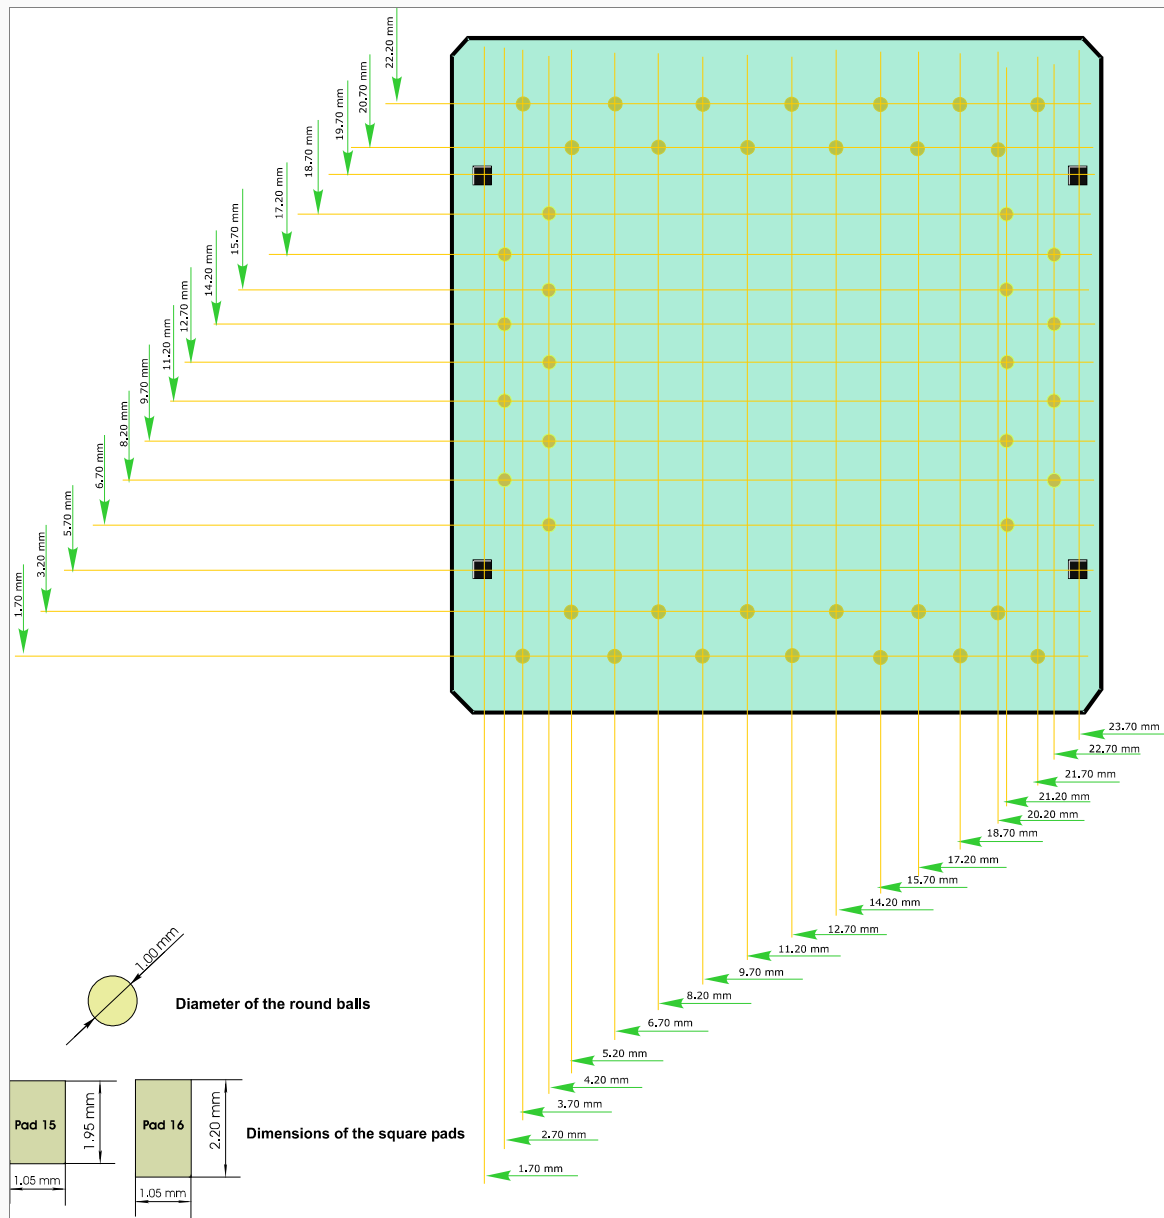 22.20 mm
20.70 mm
19.70 mm
18.70 mm
17.20 mm
15.70 mm
14.20 mm
12.70 mm
11.20 mm
9.70 mm
8.20 mm
6.70 mm
5.70 mm
3.20 mm
1.70 mm
23.70 mm
22.70 mm
21.70 mm
21.20 mm
20.20 mm
18.70 mm
17.20 mm
15.70 mm
14.20 mm
12.70 mm
11.20 mm
9.70 mm
8.20 mm
6.70 mm
5.20 mm
4.20 mm
3.70 mm
2.70 mm
1.70 mm
1.00 mm
Diameter of the round balls
Pad 15
1.95 mm
1.05 mm
Pad 16
2.20 mm
1.05 mm
Dimensions of the square pads